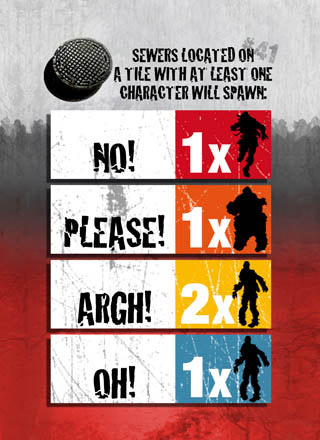 #41
SEWERS LOCATED ON
A TILE WITH AT LEAST ONE
CHARACTER WILL SPAWN:
NO! 1x
PLEASE! 1x
ARGH! 2x
OH! 1x